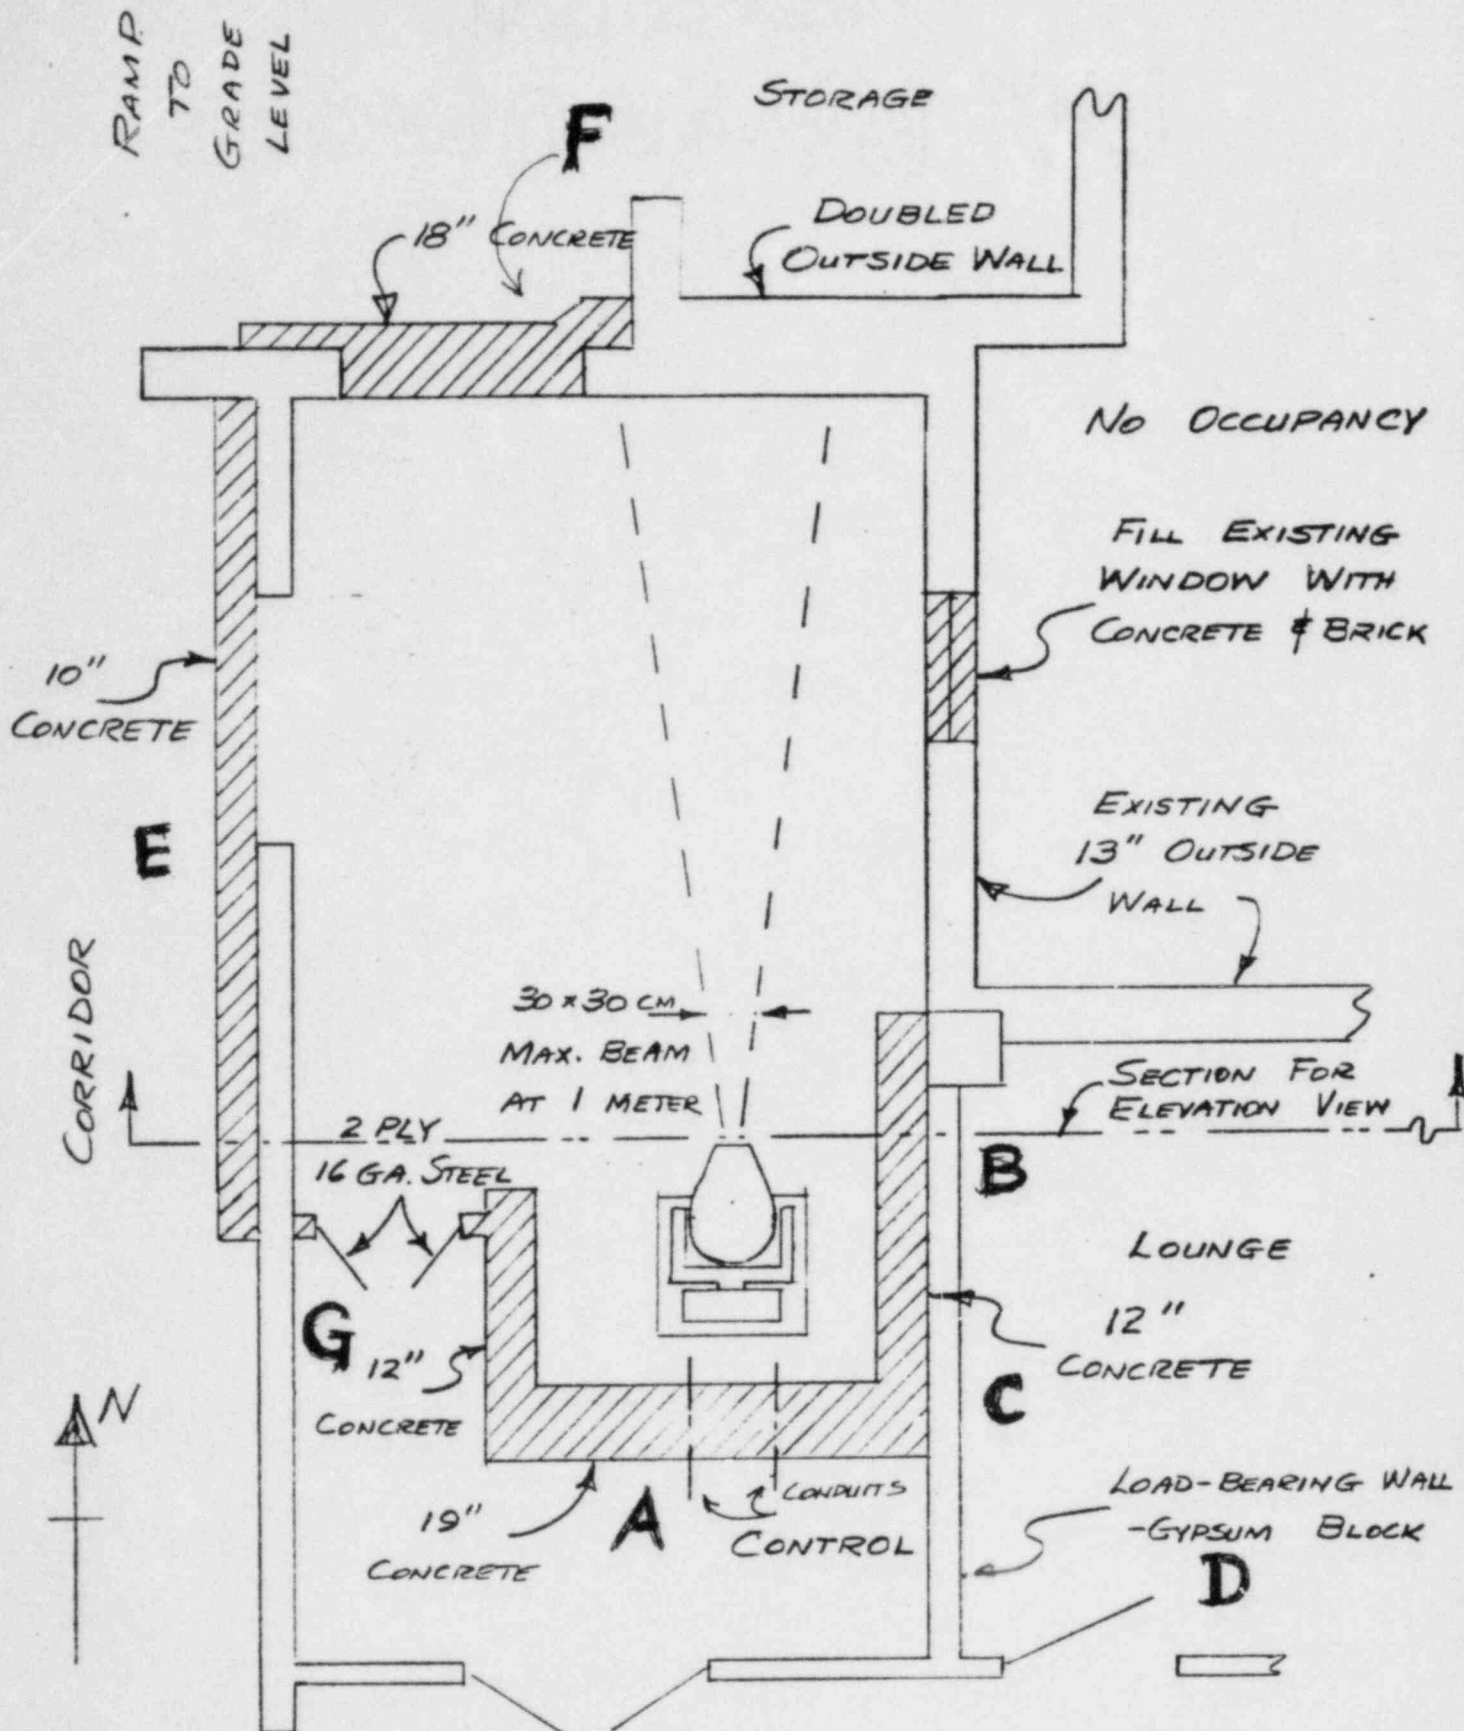 RAMP
TO
GRADE
LEVEL
STORAGE
F
18" CONCRETE
DOUBLED
OUTSIDE WALL
NO OCCUPANCY
FILL EXISTING
WINDOW WITH
CONCRETE & BRICK
10"
CONCRETE
E
EXISTING
13" OUTSIDE
WALL
CORRIDOR
30 x 30 CM
MAX. BEAM
AT 1 METER
SECTION FOR
ELEVATION VIEW
2 PLY
16 GA. STEEL
B
LOUNGE
G
12"
CONCRETE
12"
CONCRETE
C
N
19"
CONCRETE
A
CONDUITS
CONTROL
LOAD-BEARING WALL
-GYPSUM BLOCK
D